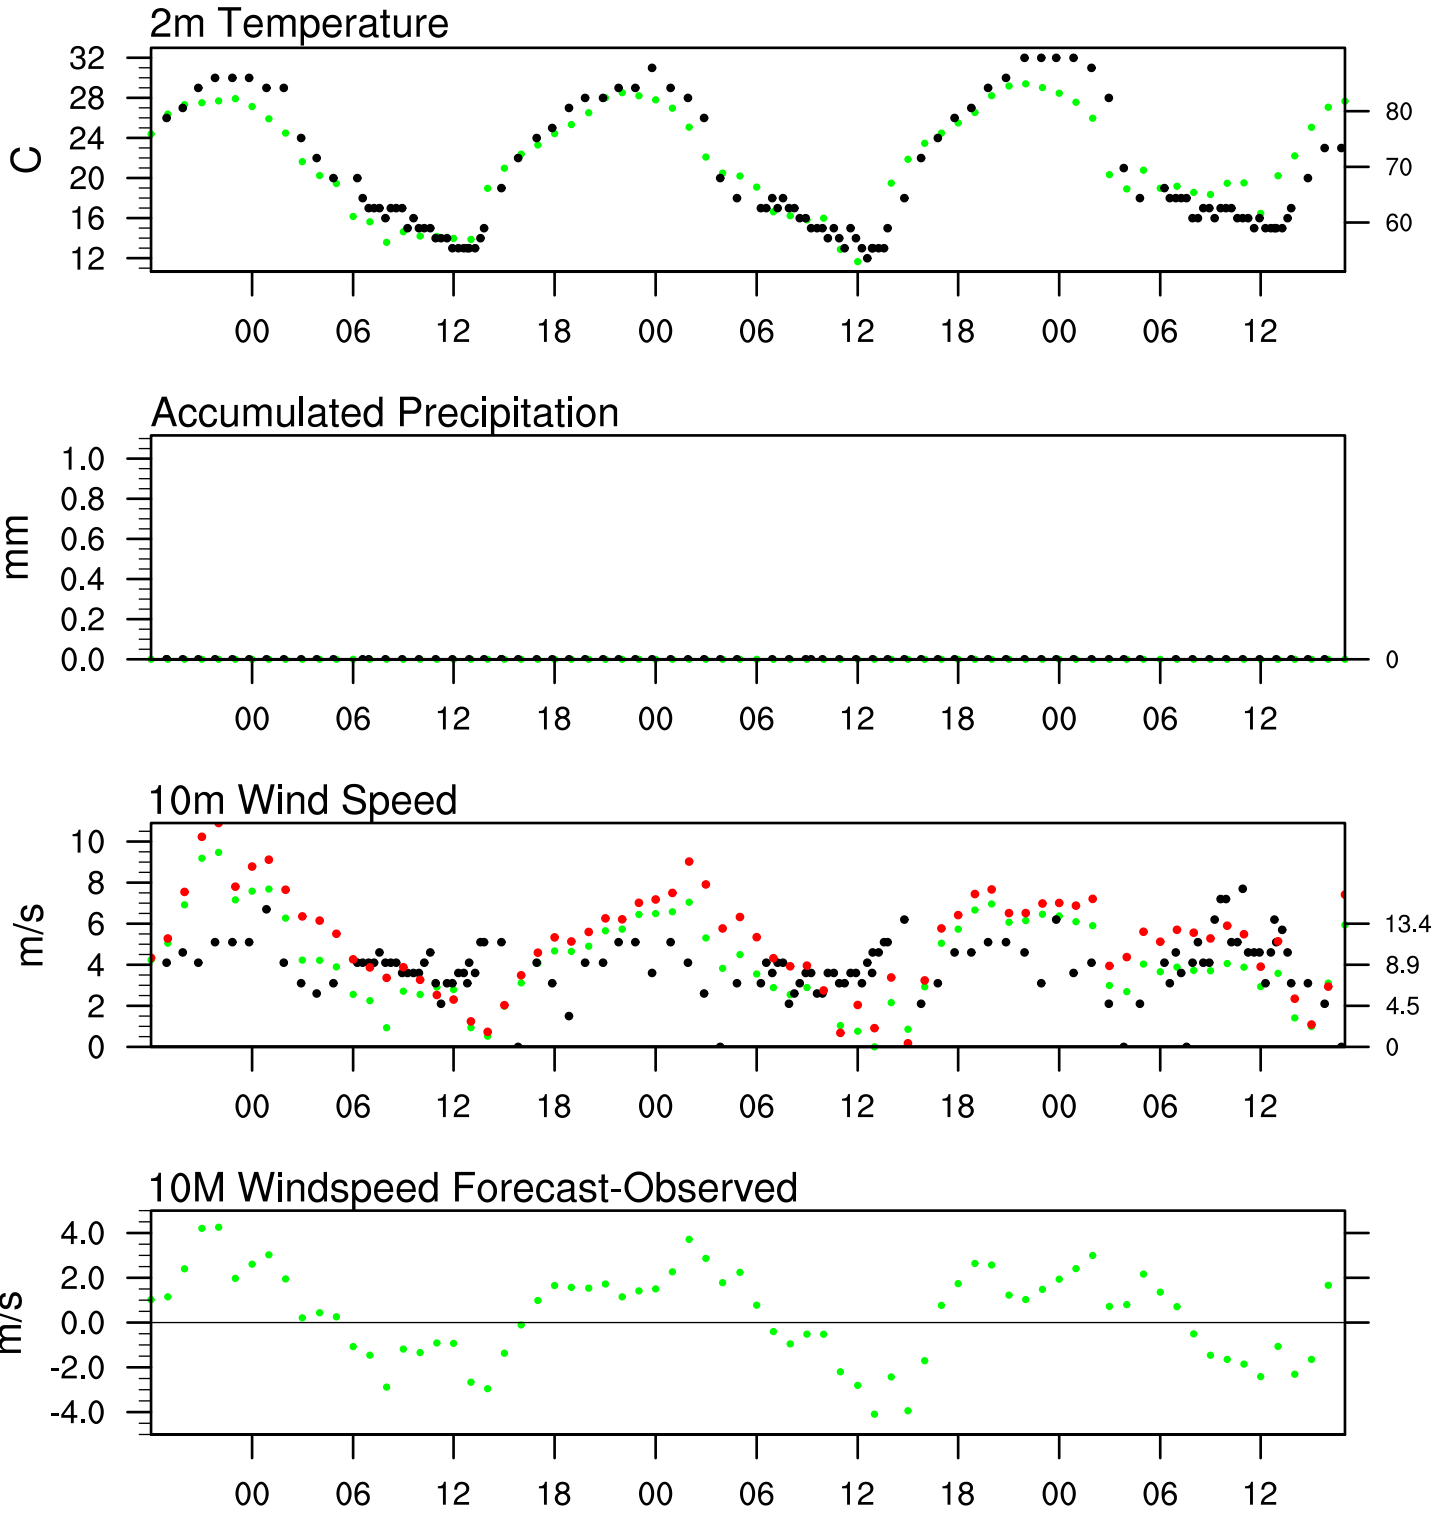 2m Temperature
32
28
24
20
16
12
C
80
70
60
00 06 12 18 00 06 12 18 00 06 12
Accumulated Precipitation
1.0
0.8
0.6
0.4
0.2
0.0
mm
0
00 06 12 18 00 06 12 18 00 06 12
10m Wind Speed
10
8
6
4
2
0
m/s
13.4
8.9
4.5
0
00 06 12 18 00 06 12 18 00 06 12
10M Windspeed Forecast-Observed
4.0
2.0
0.0
-2.0
-4.0
m/s
00 06 12 18 00 06 12 18 00 06 12